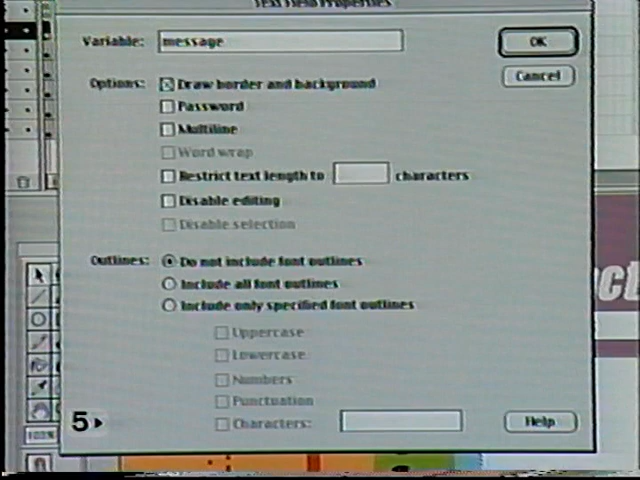 Text Field Properties
Variable: message
OK
Options: Draw border and background
Cancel
Password
Multiline
Word wrap
Restrict text length to characters
Disable editing
Disable selection
Outlines: Do not include font outlines
Include all font outlines
Include only specified font outlines
Uppercase
Lowercase
Numbers
Punctuation
Characters:
Help
5
ct
103%